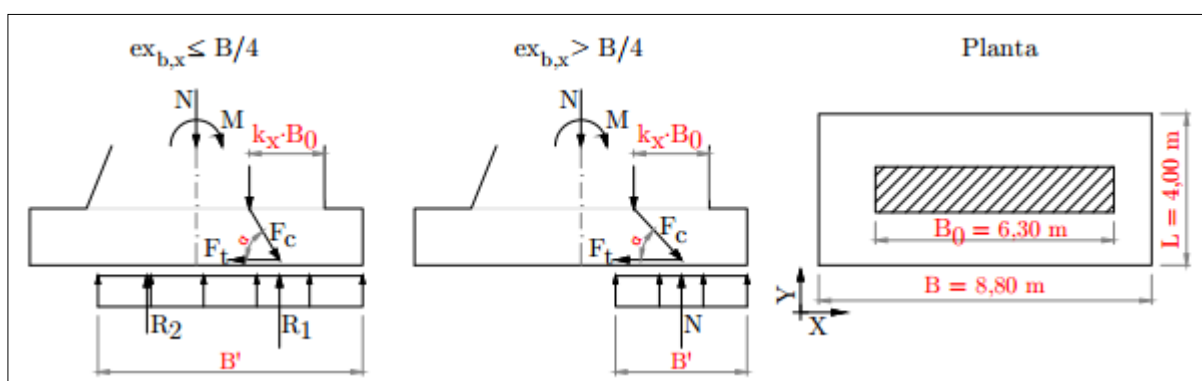 ex_b,x ≤ B/4
N
M
k_x·B_0
α
F_c
F_t
R_2
R_1
B'
ex_b,x > B/4
N
M
k_x·B_0
α
F_c
F_t
N
B'
Planta
L = 4,00 m
B_0 = 6,30 m
B = 8,80 m
Y
X